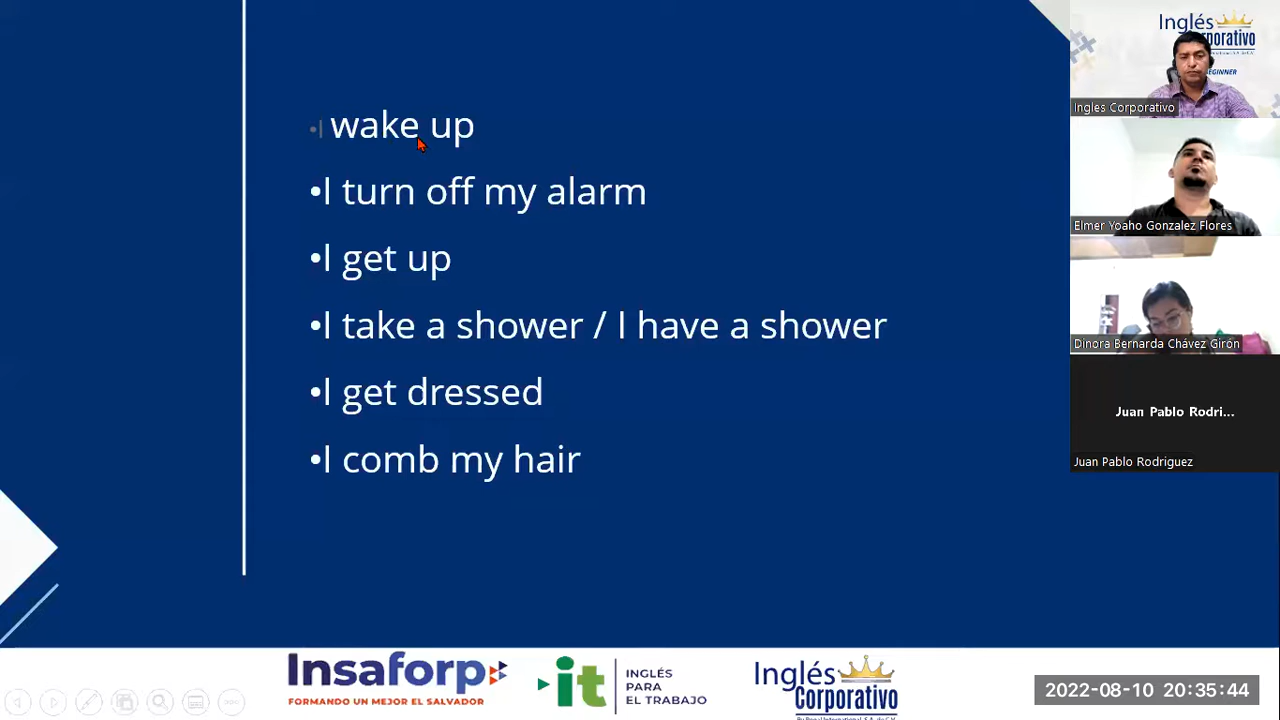 •I wake up
•I turn off my alarm
•I get up
•I take a shower / I have a shower
•I get dressed
•I comb my hair
Inglés
Corporativo
BEGINNER
Ingles Corporativo
Elmer Yoaho Gonzalez Flores
Dinora Bernarda Chávez Girón
Juan Pablo Rodri...
Juan Pablo Rodriguez
Insaforp
FORMANDO UN MEJOR EL SALVADOR
it
INGLÉS
PARA
EL TRABAJO
Inglés
Corporativo
2022-08-10 20:35:44